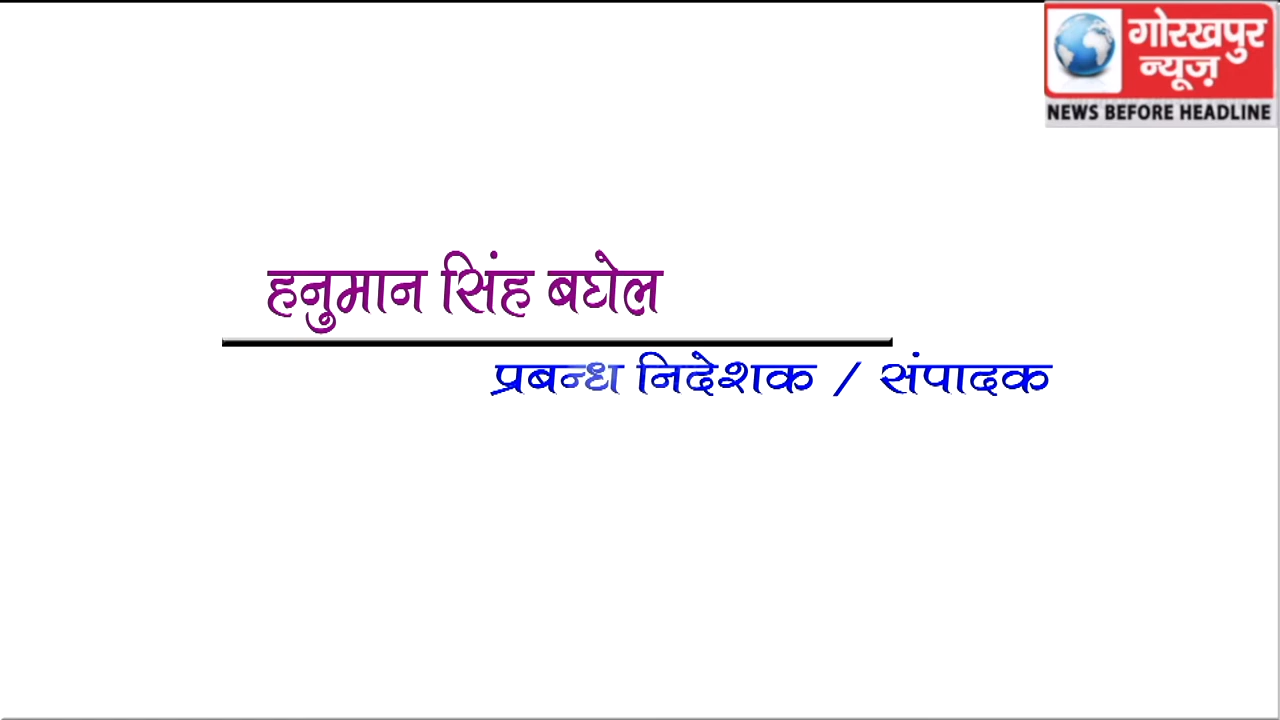 गोरखपुर
न्यूज़
NEWS BEFORE HEADLINE
हनुमान सिंह बघेल
प्रबन्ध निदेशक / संपादक